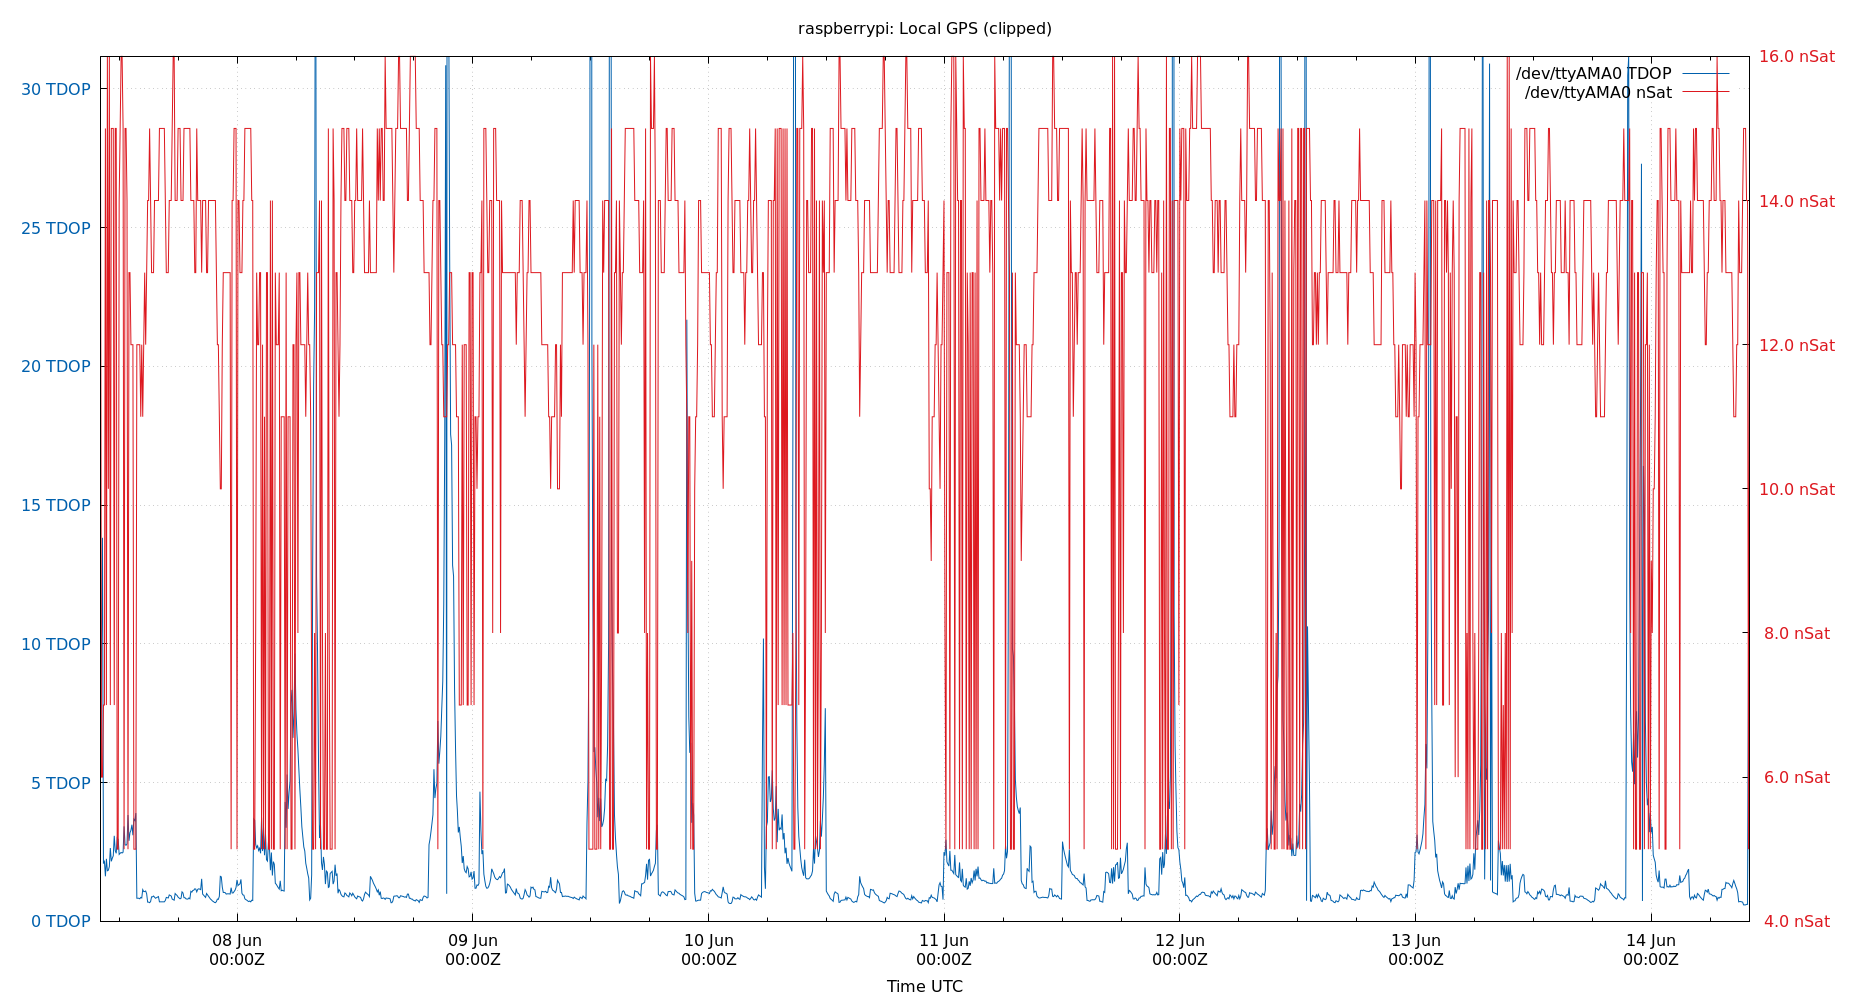 raspberrypi: Local GPS (clipped)
/dev/ttyAMA0 TDOP
/dev/ttyAMA0 nSat
30 TDOP
25 TDOP
20 TDOP
15 TDOP
10 TDOP
5 TDOP
0 TDOP
16.0 nSat
14.0 nSat
12.0 nSat
10.0 nSat
8.0 nSat
6.0 nSat
4.0 nSat
08 Jun
00:00Z
09 Jun
00:00Z
10 Jun
00:00Z
11 Jun
00:00Z
12 Jun
00:00Z
13 Jun
00:00Z
14 Jun
00:00Z
Time UTC